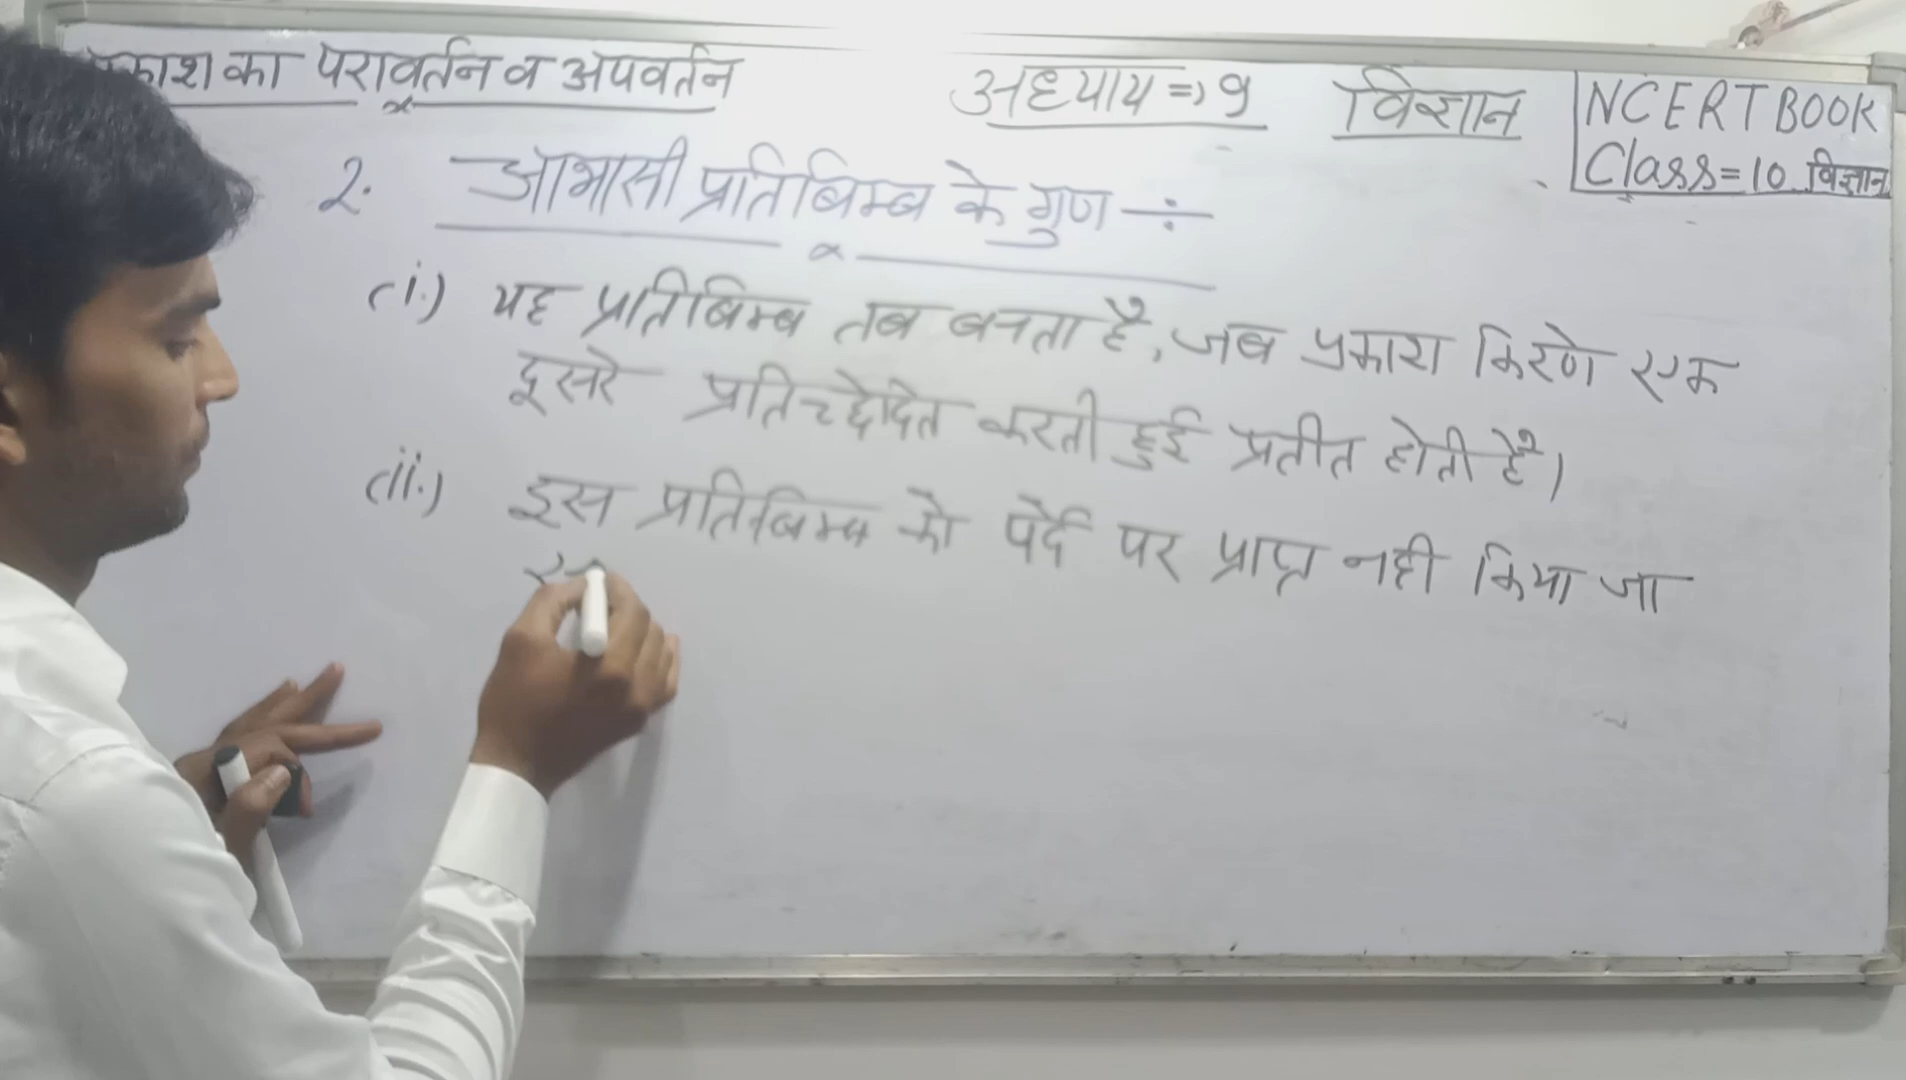 काश का परावर्तन व अपवर्तन
अध्याय => 9
विज्ञान
NCERT BOOK
Class = 10 विज्ञान
2. आभासी प्रतिबिम्ब के गुण ÷
(i.) यह प्रतिबिम्ब तब बनता है, जब प्रकाश किरणे एक
दूसरे प्रतिच्छेदित करती हुई प्रतीत होती है।
(ii.) इस प्रतिबिम्ब को पर्दे पर प्राप्त नही किया जा